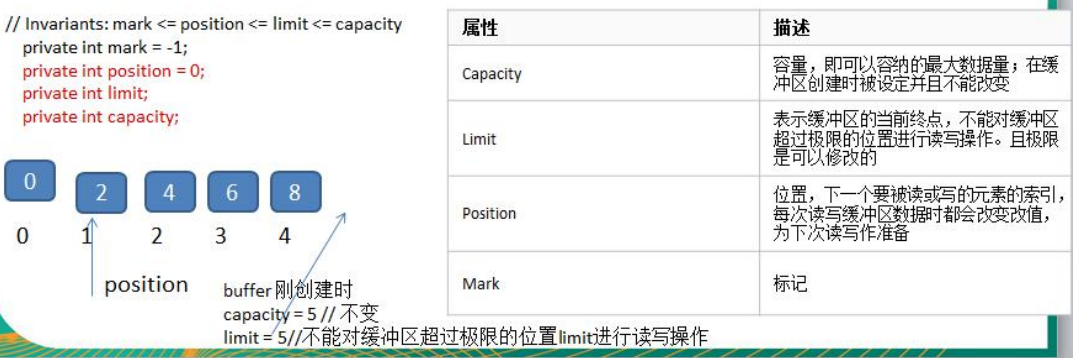 // Invariants: mark <= position <= limit <= capacity
private int mark = -1;
private int position = 0;
private int limit;
private int capacity;
0
2
4
6
8
0
1
2
3
4
position
buffer 刚创建时
capacity = 5 // 不变
limit = 5//不能对缓冲区超过极限的位置limit进行读写操作
属性
描述
Capacity
容量，即可以容纳的最大数据量；在缓
冲区创建时被设定并且不能改变
Limit
表示缓冲区的当前终点，不能对缓冲区
超过极限的位置进行读写操作。且极限
是可以修改的
Position
位置，下一个要被读或写的元素的索引，
每次读写缓冲区数据时都会改变改值，
为下次读写作准备
Mark
标记